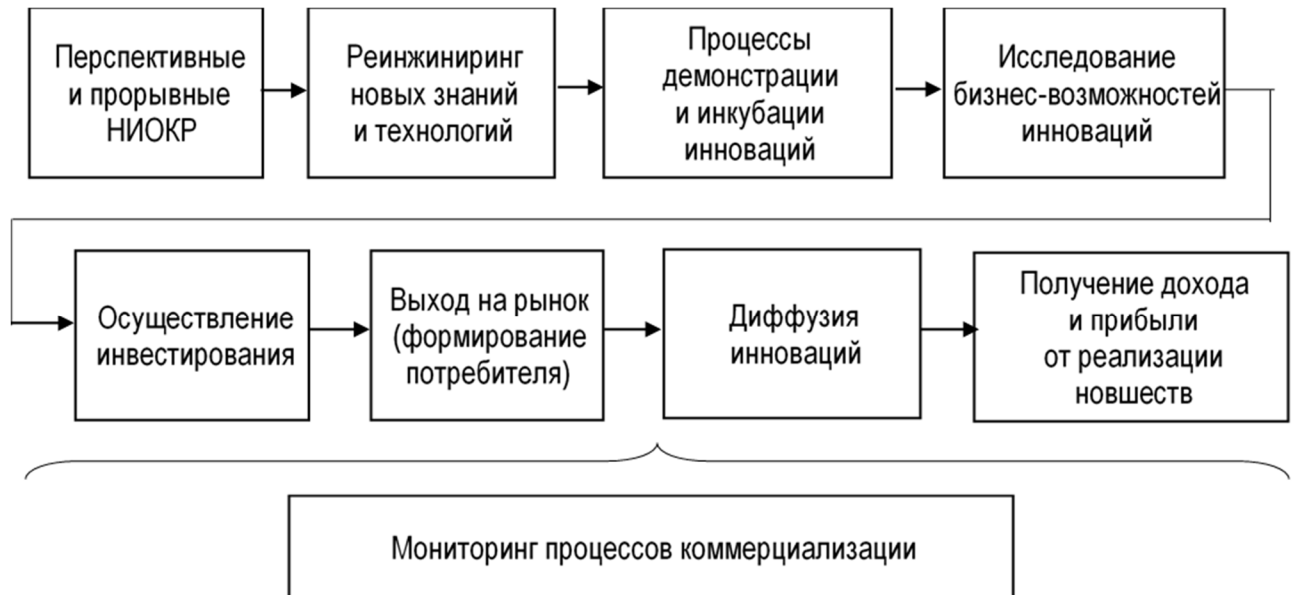 Перспективные
и прорывные
НИОКР
Реинжиниринг
новых знаний
и технологий
Процессы
демонстрации
и инкубации
инноваций
Исследование
бизнес-возможностей
инноваций
Осуществление
инвестирования
Выход на рынок
(формирование
потребителя)
Диффузия
инноваций
Получение дохода
и прибыли
от реализации
новшеств
Мониторинг процессов коммерциализации